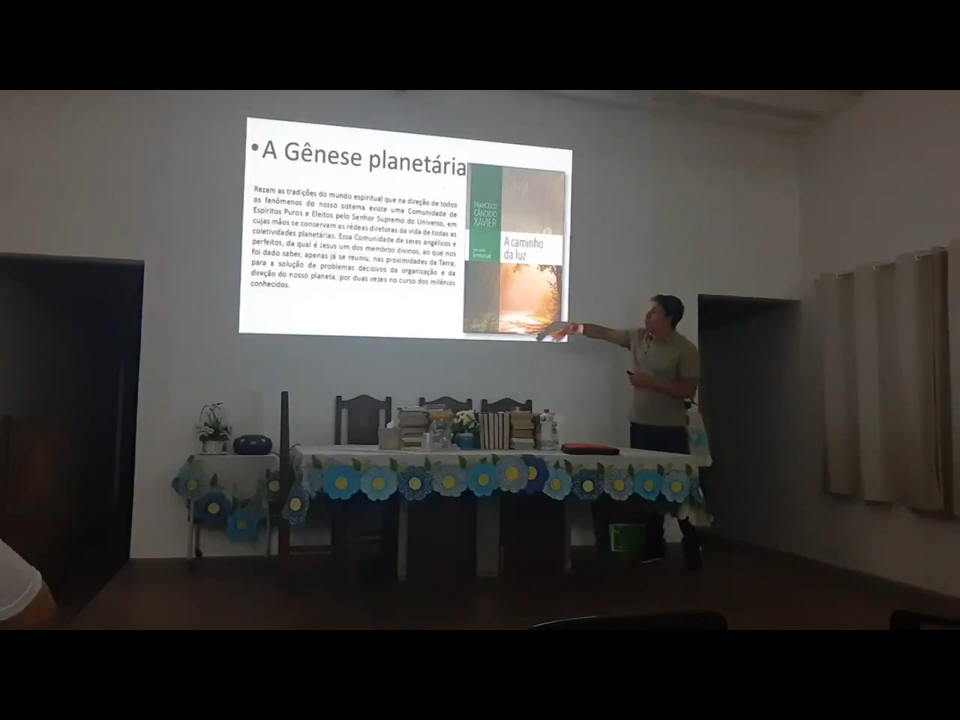 • A Gênese planetária
Rezam as tradições do mundo espiritual que na direção de todos
os fenômenos do nosso sistema existe uma Comunidade de
Espíritos Puros e Eleitos pelo Senhor Supremo do Universo, em
cujas mãos se conservam as rédeas diretoras da vida de todas as
coletividades planetárias. Essa Comunidade de seres angélicos e
perfeitos, da qual é Jesus um dos membros divinos, ao que nos
foi dado saber, apenas já se reuniu, nas proximidades da Terra,
para a solução de problemas decisivos da organização e da
direção do nosso planeta, por duas vezes no curso dos milênios
conhecidos.
FRANCISCO
CÂNDIDO
XAVIER
A caminho
da luz